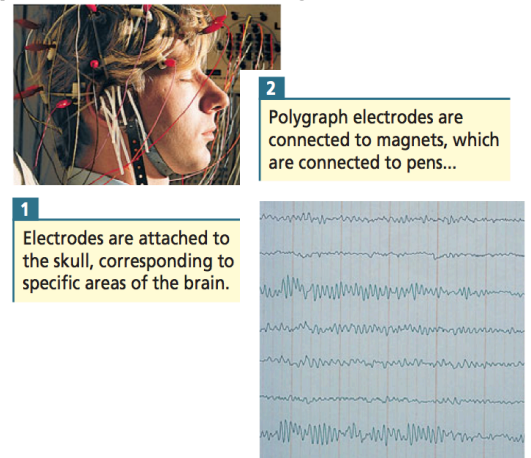 1
Electrodes are attached to
the skull, corresponding to
specific areas of the brain.
2
Polygraph electrodes are
connected to magnets, which
are connected to pens...